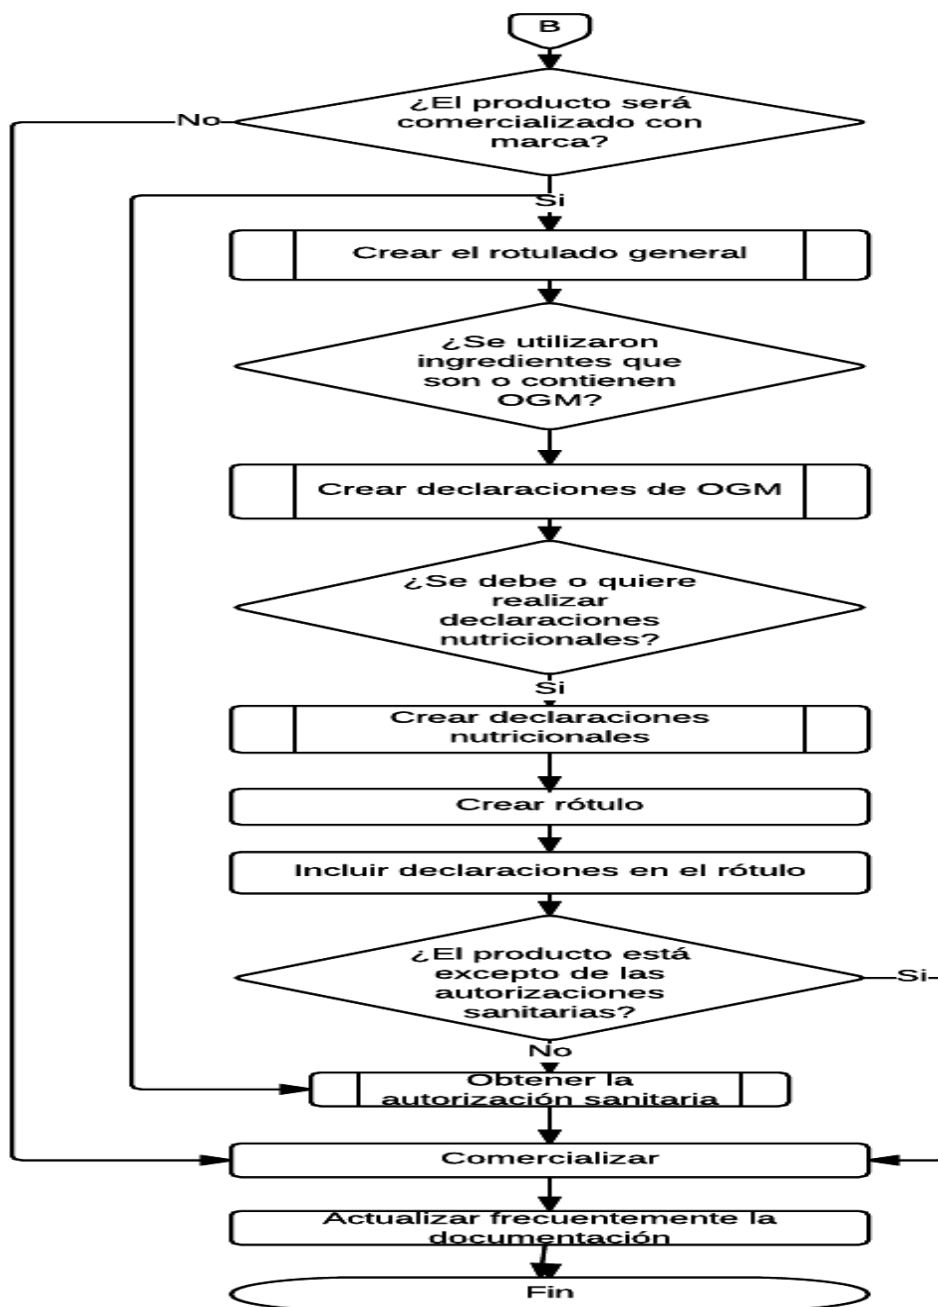 B
¿El producto será
comercializado con
marca?
No
Si
Crear el rotulado general
¿Se utilizaron
ingredientes que
son o contienen
OGM?
Crear declaraciones de OGM
¿Se debe o quiere
realizar
declaraciones
nutricionales?
Si
Crear declaraciones
nutricionales
Crear rótulo
Incluir declaraciones en el rótulo
¿El producto está
excepto de las
autorizaciones
sanitarias?
Si
No
Obtener la
autorización sanitaria
Comercializar
Actualizar frecuentemente la
documentación
Fin